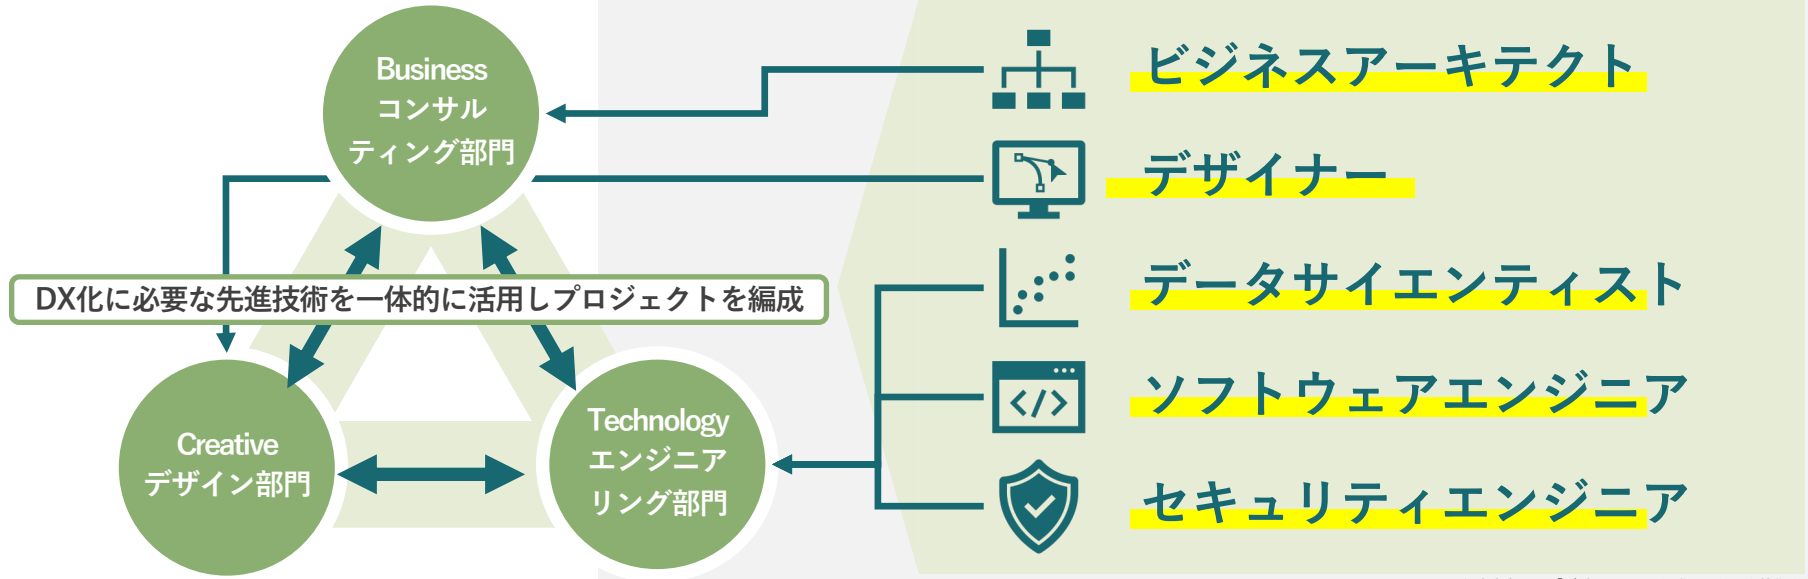 Business
コンサル
ティング部門
DX化に必要な先進技術を一体的に活用しプロジェクトを編成
Creative
デザイン部門
Technology
エンジニア
リング部門
ビジネスアーキテクト
デザイナー
データサイエンティスト
ソフトウェアエンジニア
セキュリティエンジニア